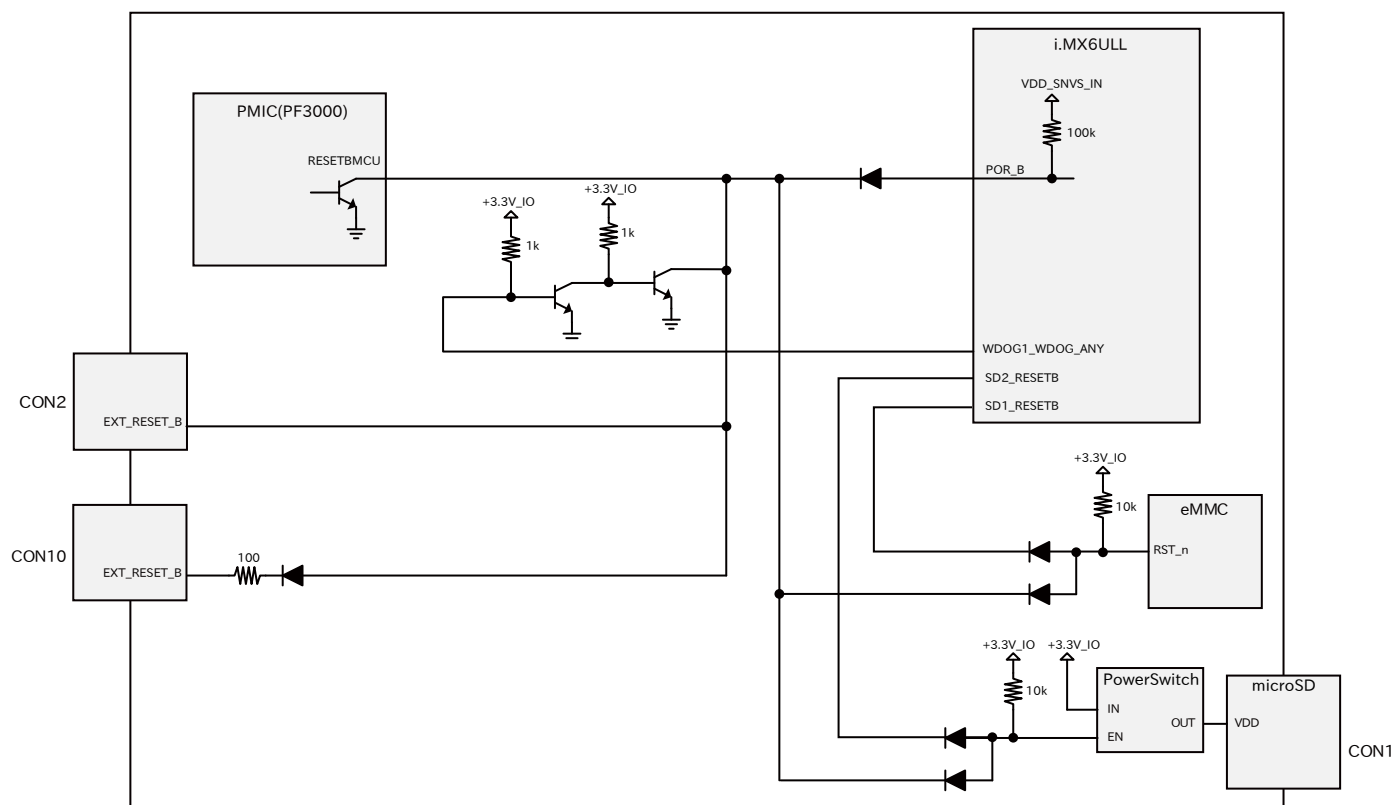 i.MX6ULL
VDD_SNVS_IN
100k
POR_B
PMIC(PF3000)
RESETBMCU
+3.3V_IO
1k
+3.3V_IO
1k
WDOG1_WDOG_ANY
SD2_RESETB
SD1_RESETB
CON2
EXT_RESET_B
CON10
EXT_RESET_B
100
+3.3V_IO
10k
eMMC
RST_n
+3.3V_IO
+3.3V_IO
10k
PowerSwitch
IN
OUT
EN
microSD
VDD
CON1